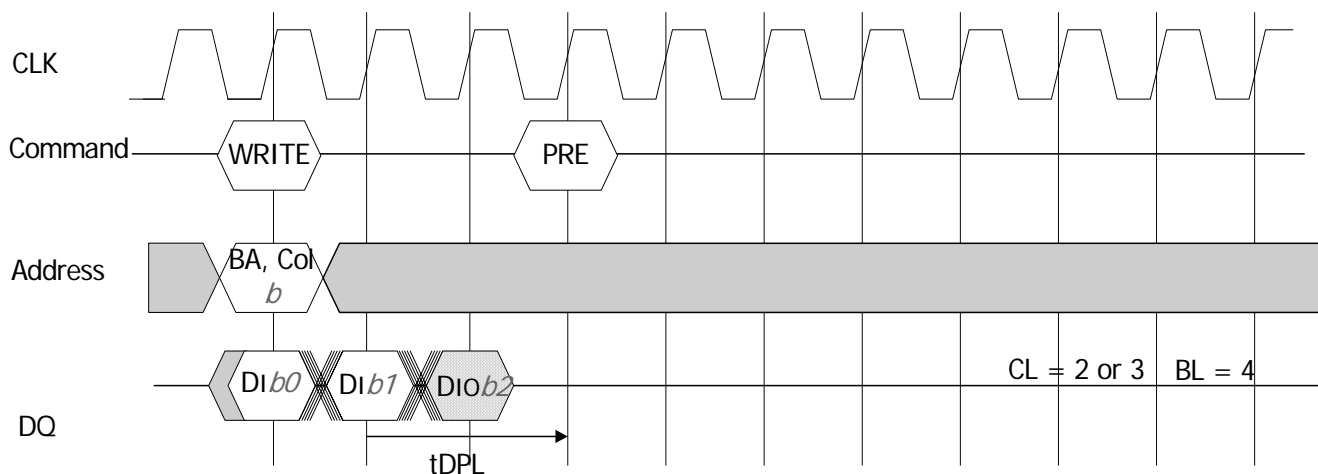 CLK
Command
WRITE
PRE
Address
BA, Col
b
DIb0
DIb1
DIOb2
CL = 2 or 3
BL = 4
DQ
tDPL